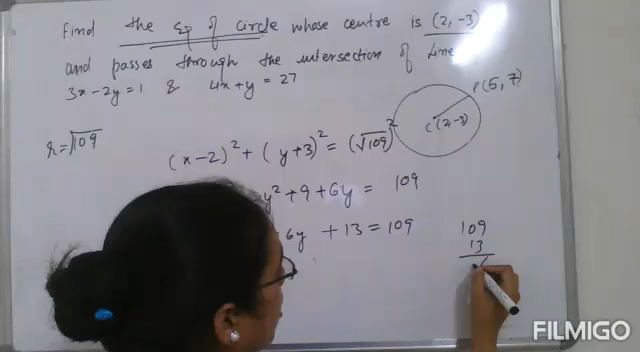 Find the Eq of circle whose centre is (2, -3)
and passes through the intersection of Line
3x-2y=1 & 4x+y=27
P(5, 7)
C(2,-3)
r=√109
(x-2)² + (y+3)² = (√109)²
y²+9+6y = 109
6y +13=109
109
13
FILMIGO